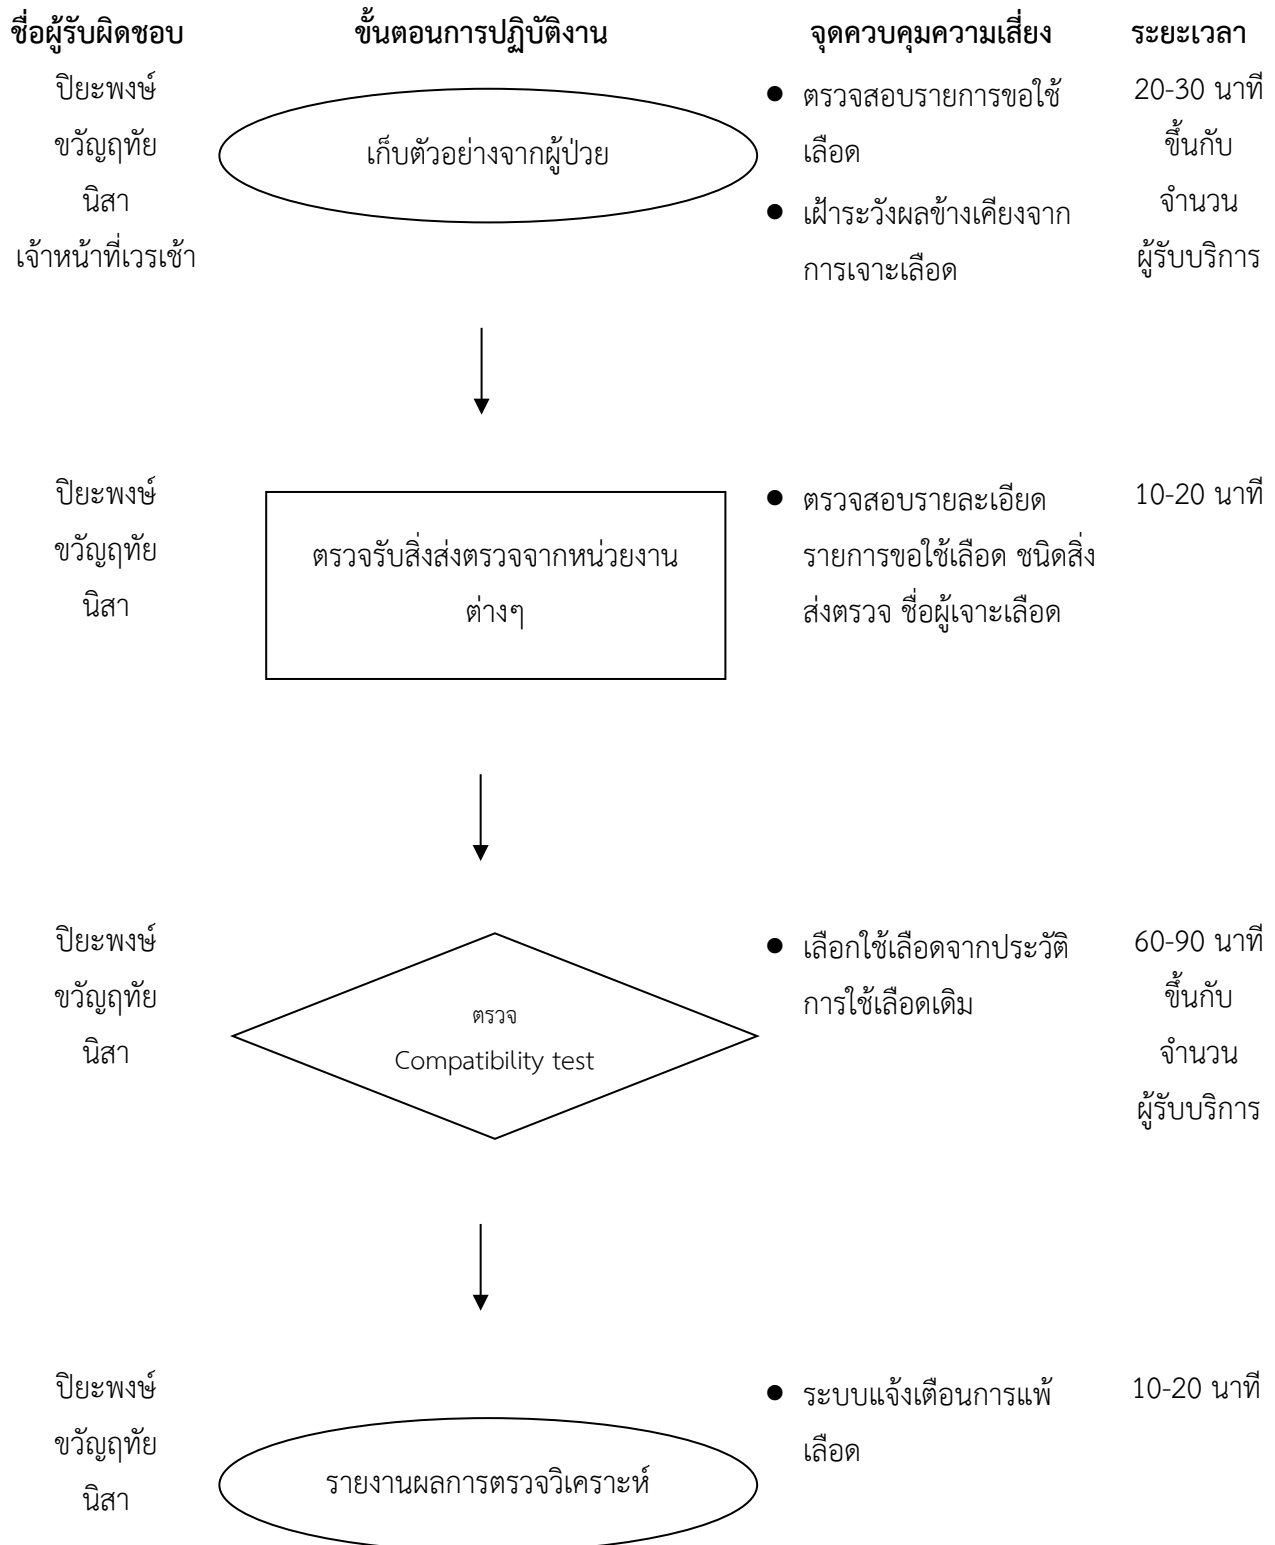 ชื่อผู้รับผิดชอบ ขั้นตอนการปฏิบัติงาน จุดควบคุมความเสี่ยง ระยะเวลา
ปิยะพงษ์
ขวัญฤทัย
นิสา
เจ้าหน้าที่เวรเช้า
เก็บตัวอย่างจากผู้ป่วย
● ตรวจสอบรายการขอใช้
เลือด
● เฝ้าระวังผลข้างเคียงจาก
การเจาะเลือด
20-30 นาที
ขึ้นกับ
จำนวน
ผู้รับบริการ
ปิยะพงษ์
ขวัญฤทัย
นิสา
ตรวจรับสิ่งส่งตรวจจากหน่วยงาน
ต่างๆ
● ตรวจสอบรายละเอียด
รายการขอใช้เลือด ชนิดสิ่ง
ส่งตรวจ ชื่อผู้เจาะเลือด
10-20 นาที
ปิยะพงษ์
ขวัญฤทัย
นิสา
ตรวจ
Compatibility test
● เลือกใช้เลือดจากประวัติ
การใช้เลือดเดิม
60-90 นาที
ขึ้นกับ
จำนวน
ผู้รับบริการ
ปิยะพงษ์
ขวัญฤทัย
นิสา
รายงานผลการตรวจวิเคราะห์
● ระบบแจ้งเตือนการแพ้
เลือด
10-20 นาที